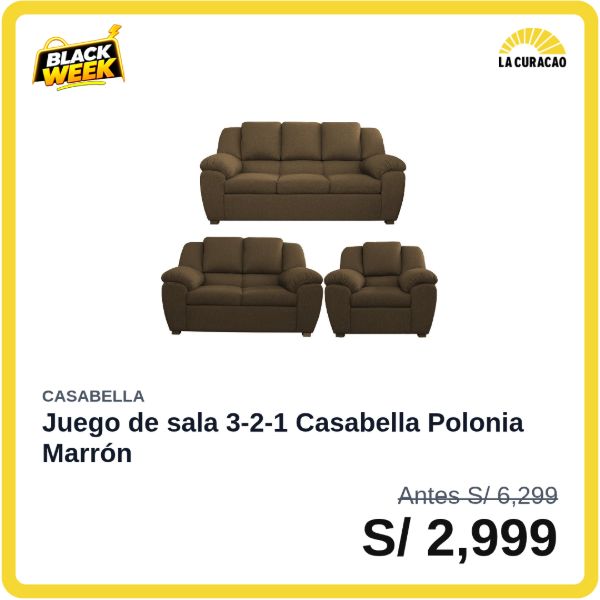 BLACK
WEEK
LA CURACAO
CASABELLA
Juego de sala 3-2-1 Casabella Polonia
Marrón
Antes S/ 6,299
S/ 2,999